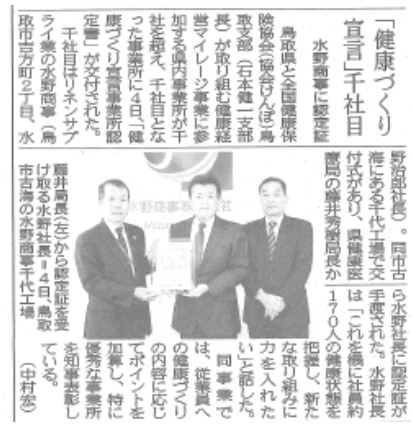 「健康づくり
宣言」千社目
水野商事に認定証
鳥取県と全国健康保
険協会(協会けんぽ)鳥
取支部(石本健一支部
長)が取り組む健康経
営マイレージ事業に参
加する県内事業所が千
社を超え、千社目とな
った事業所に4日、「健
康づくり宣言事業所認
定書」が交付された。
千社目はリネンサプ
ライ業の水野商事(鳥
取市吉方町2丁目、水
野治郎社長)。同市古
海にある千代工場で交
付式があり、県健康医
療局の藤井秀樹局長か
ら水野社長に認定証が
手渡された。水野社長
は「これを機に社員約
170人の健康状態を
把握し、新た
な取り組みに
力を入れた
い」と話した。
同事業で
は、従業員へ
の健康づくり
の内容に応じ
てポイントを
加算し、特に
優秀な事業所
を知事表彰し
ている。
(中村宏)
水野商事株式会社
Mizu
藤井局長(左)から認定証を受
け取る水野社長=4日、鳥取
市古海の水野商事千代工場